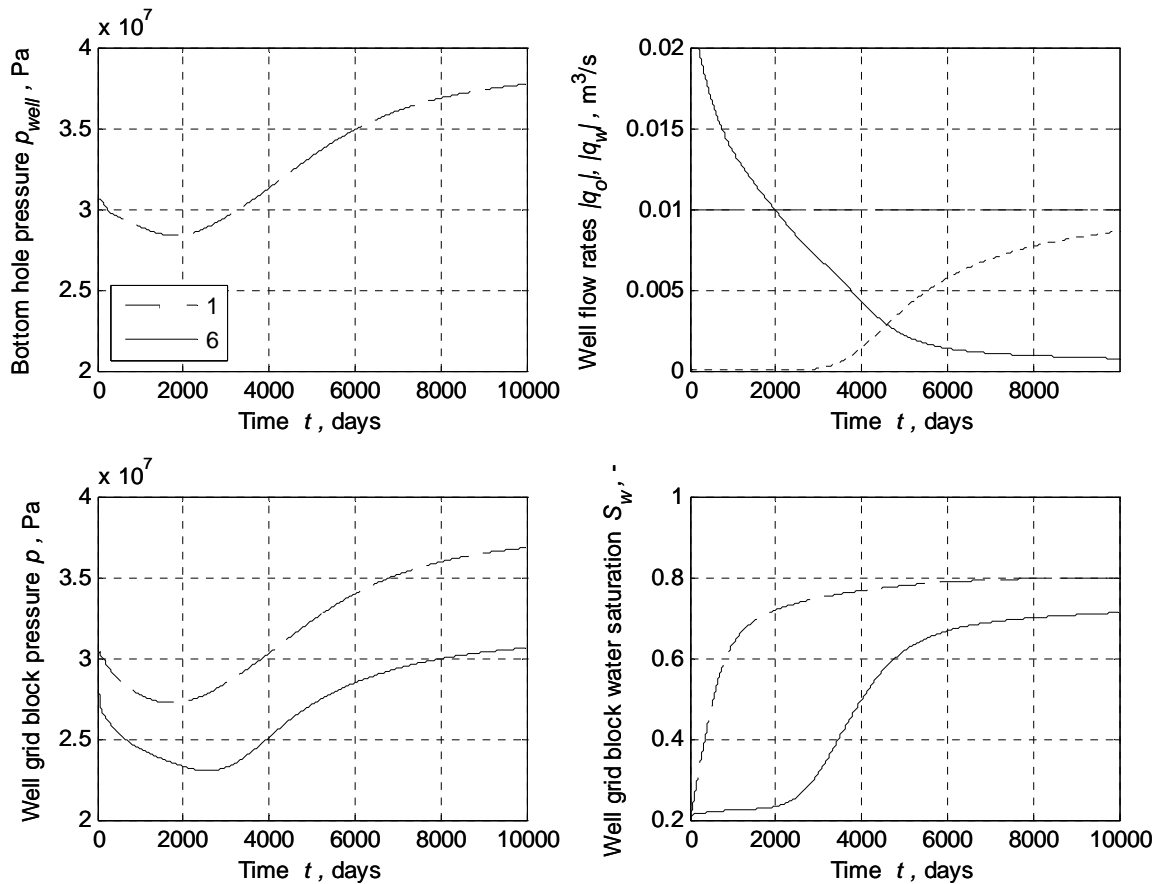 x 10^7
Bottom hole pressure p_well , Pa
4
3.5
3
2.5
2
0 2000 4000 6000 8000 10000
Time t , days
1
6
Well flow rates |q_o|, |q_w|, m^3/s
0.02
0.015
0.01
0.005
0
0 2000 4000 6000 8000
Time t , days
x 10^7
Well grid block pressure p , Pa
4
3.5
3
2.5
2
0 2000 4000 6000 8000 10000
Time t , days
Well grid block water saturation S_w, -
1
0.8
0.6
0.4
0.2
0 2000 4000 6000 8000 10000
Time t , days